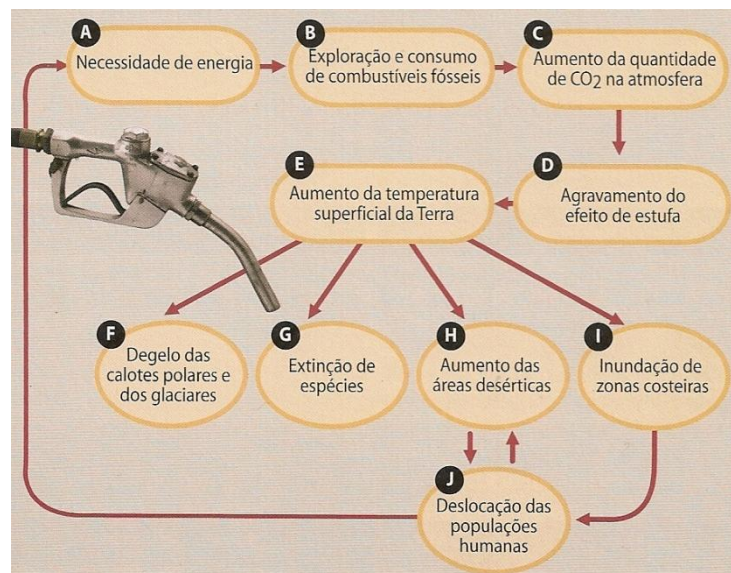 A
Necessidade de energia
B
Exploração e consumo
de combustíveis fósseis
C
Aumento da quantidade
de CO2 na atmosfera
E
Aumento da temperatura
superficial da Terra
D
Agravamento do
efeito de estufa
F
Degelo das
calotes polares e
dos glaciares
G
Extinção de
espécies
H
Aumento das
áreas desérticas
I
Inundação de
zonas costeiras
J
Deslocação das
populações
humanas